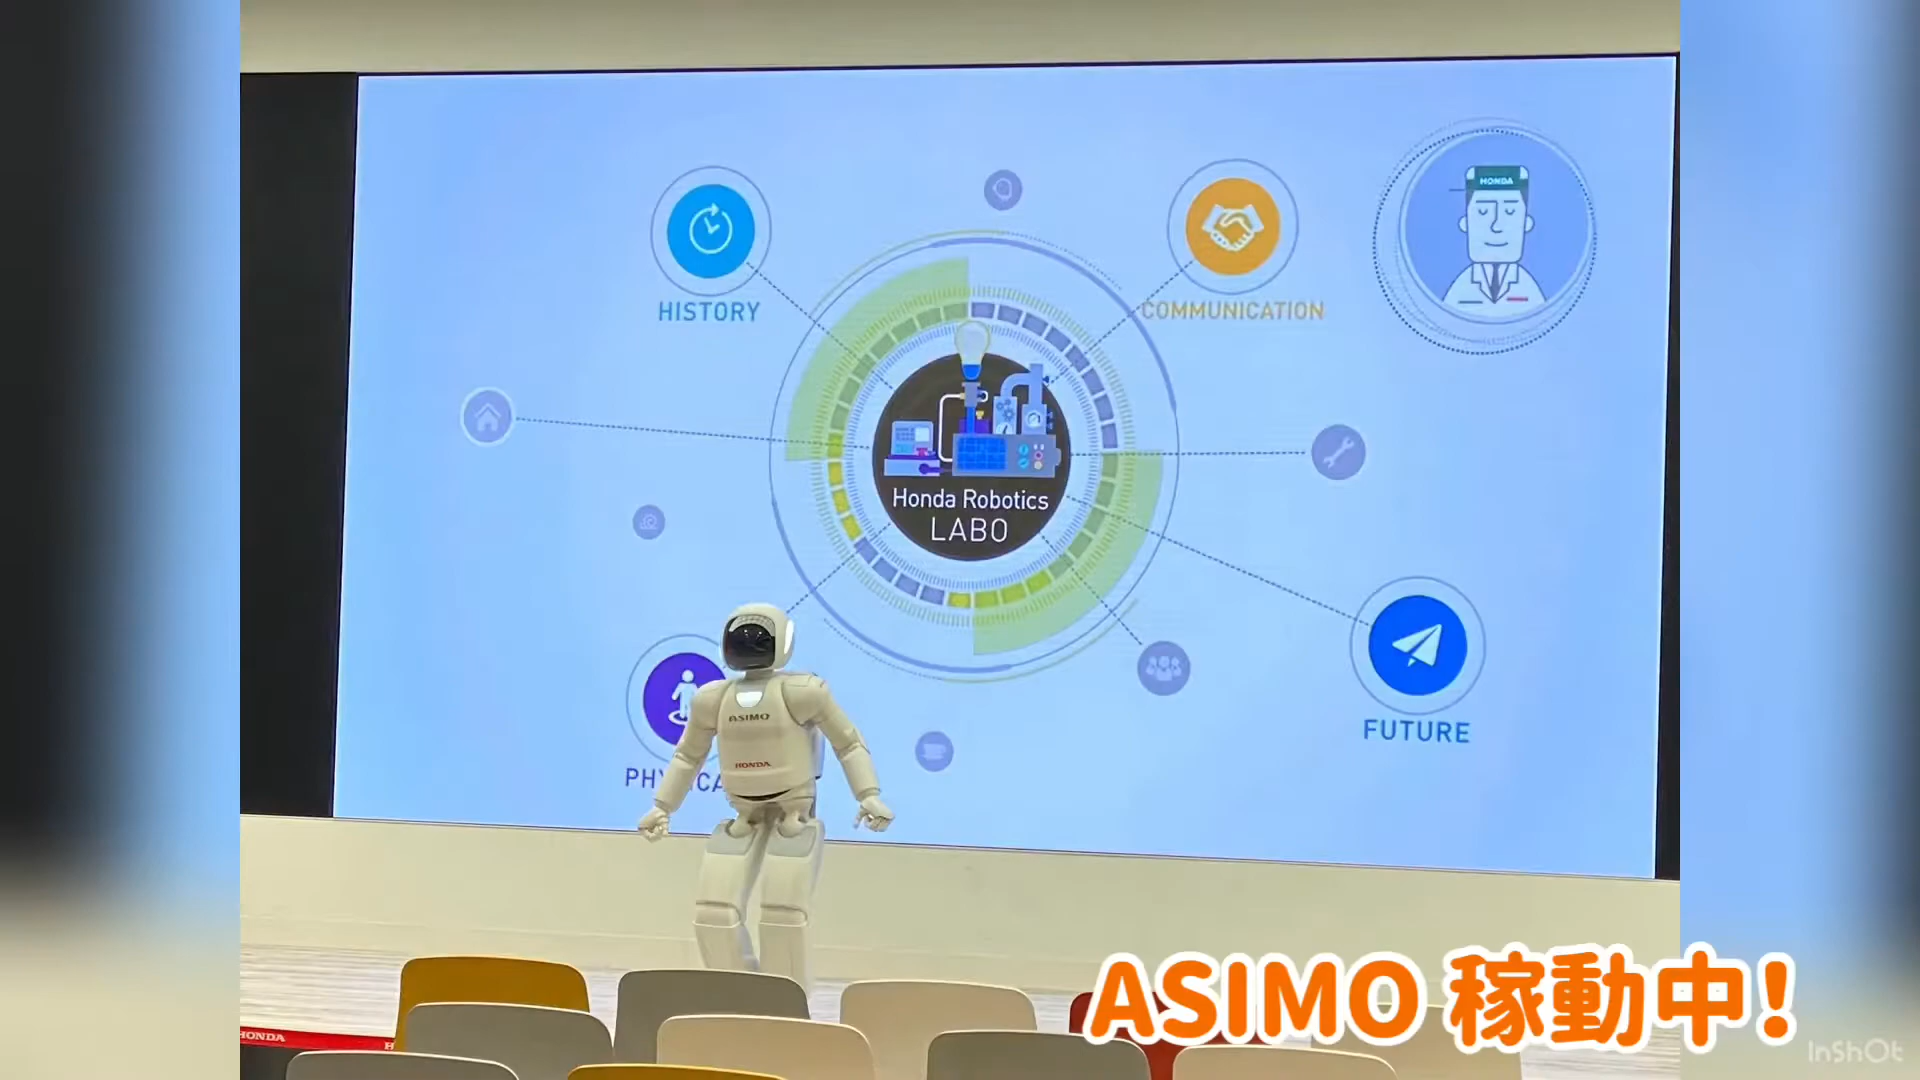 HONDA
HISTORY
COMMUNICATION
Honda Robotics
LABO
FUTURE
ASIMO
HONDA
HONDA
ASIMO 稼動中!
InShOt